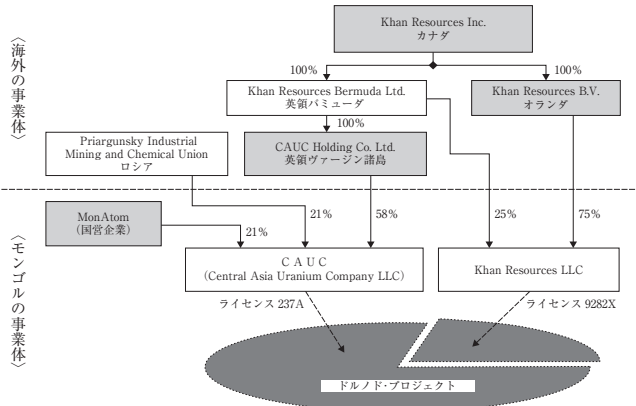 Khan Resources Inc.
カナダ
〈海外の事業体〉
100%
100%
Khan Resources Bermuda Ltd.
英領バミューダ
Khan Resources B.V.
オランダ
100%
Priargunsky Industrial
Mining and Chemical Union
ロシア
CAUC Holding Co. Ltd.
英領ヴァージン諸島
〈モンゴルの事業体〉
MonAtom
(国営企業)
21%
21%
58%
25%
75%
C A U C
(Central Asia Uranium Company LLC)
Khan Resources LLC
ライセンス 237A
ライセンス 9282X
ドルノド・プロジェクト